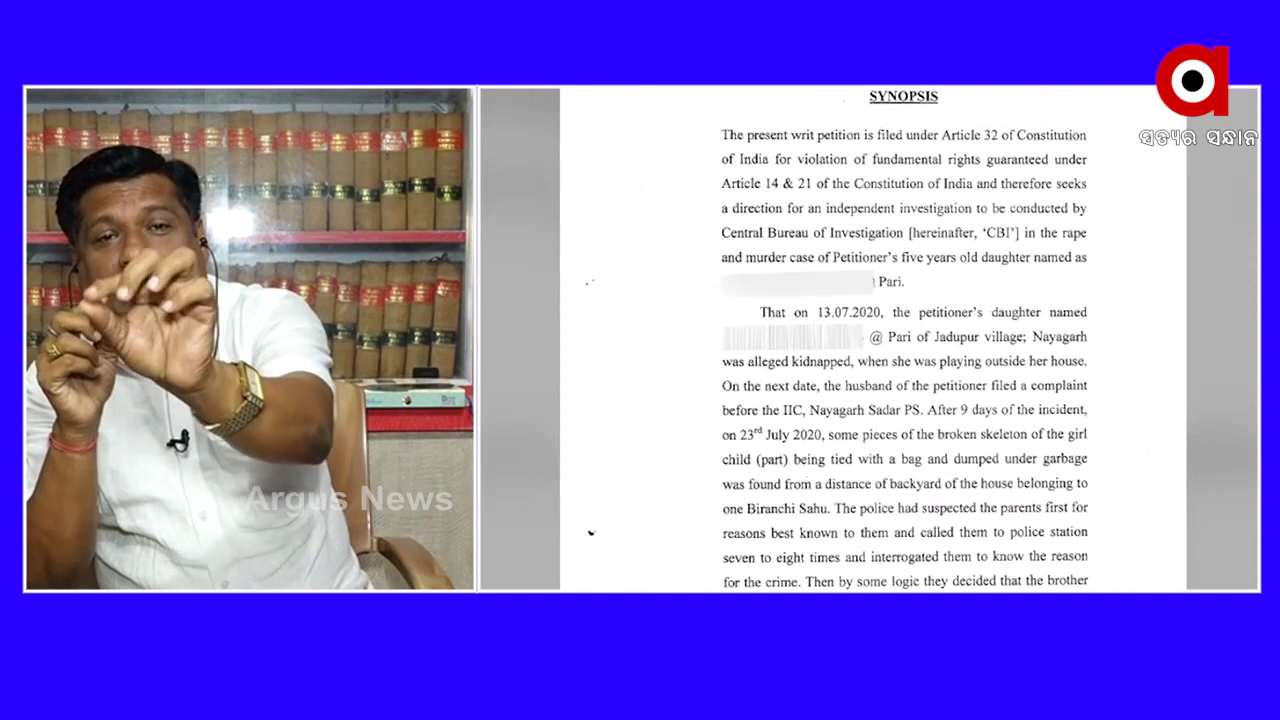 SYNOPSIS
The present writ petition is filed under Article 32 of Constitution
of India for violation of fundamental rights guaranteed under
Article 14 & 21 of the Constitution of India and therefore seeks
a direction for an independent investigation to be conducted by
Central Bureau of Investigation [hereinafter, ‘CBI’] in the rape
and murder case of Petitioner’s five years old daughter named as
Pari.
That on 13.07.2020, the petitioner’s daughter named
@ Pari of Jadupur village; Nayagarh
was alleged kidnapped, when she was playing outside her house.
On the next date, the husband of the petitioner filed a complaint
before the IIC, Nayagarh Sadar PS. After 9 days of the incident,
on 23rd July 2020, some pieces of the broken skeleton of the girl
child (part) being tied with a bag and dumped under garbage
was found from a distance of backyard of the house belonging to
one Biranchi Sahu. The police had suspected the parents first for
reasons best known to them and called them to police station
seven to eight times and interrogated them to know the reason
for the crime. Then by some logic they decided that the brother
ସତ୍ୟର ସନ୍ଧାନ
Argus News